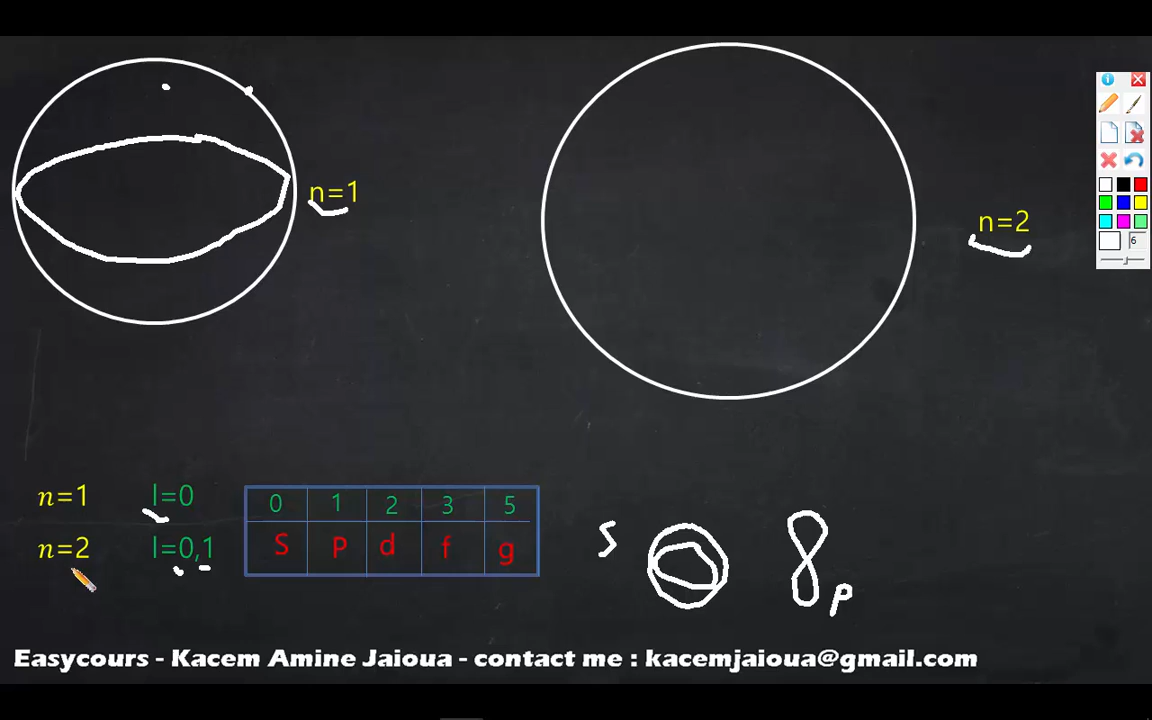 n=1
n=2
n=1 l=0
0 1 2 3 5
n=2 l=0,1
S P d f g
S
P
Easycours - Kacem Amine Jaioua - contact me : kacemjaioua@gmail.com
6